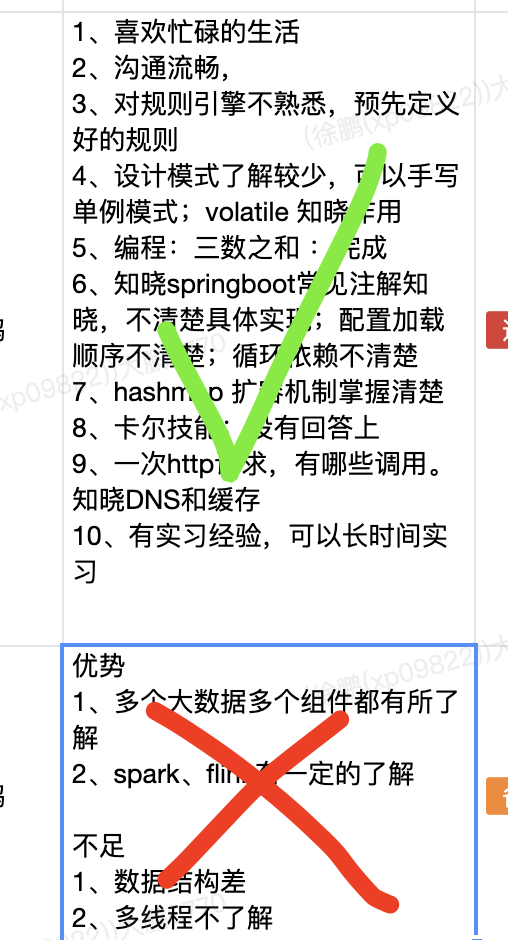 1、喜欢忙碌的生活
2、沟通流畅，
3、对规则引擎不熟悉，预先定义
好的规则
4、设计模式了解较少，可以手写
单例模式；volatile 知晓作用
5、编程：三数之和 ：完成
6、知晓springboot常见注解知
晓，不清楚具体实现；配置加载
顺序不清楚；循环依赖不清楚
7、hashmap 扩容机制掌握清楚
8、卡尔技能：没有回答上
9、一次http请求，有哪些调用。
知晓DNS和缓存
10、有实习经验，可以长时间实
习
优势
1、多个大数据多个组件都有所了
解
2、spark、flink 有一定的了解
不足
1、数据结构差
2、多线程不了解